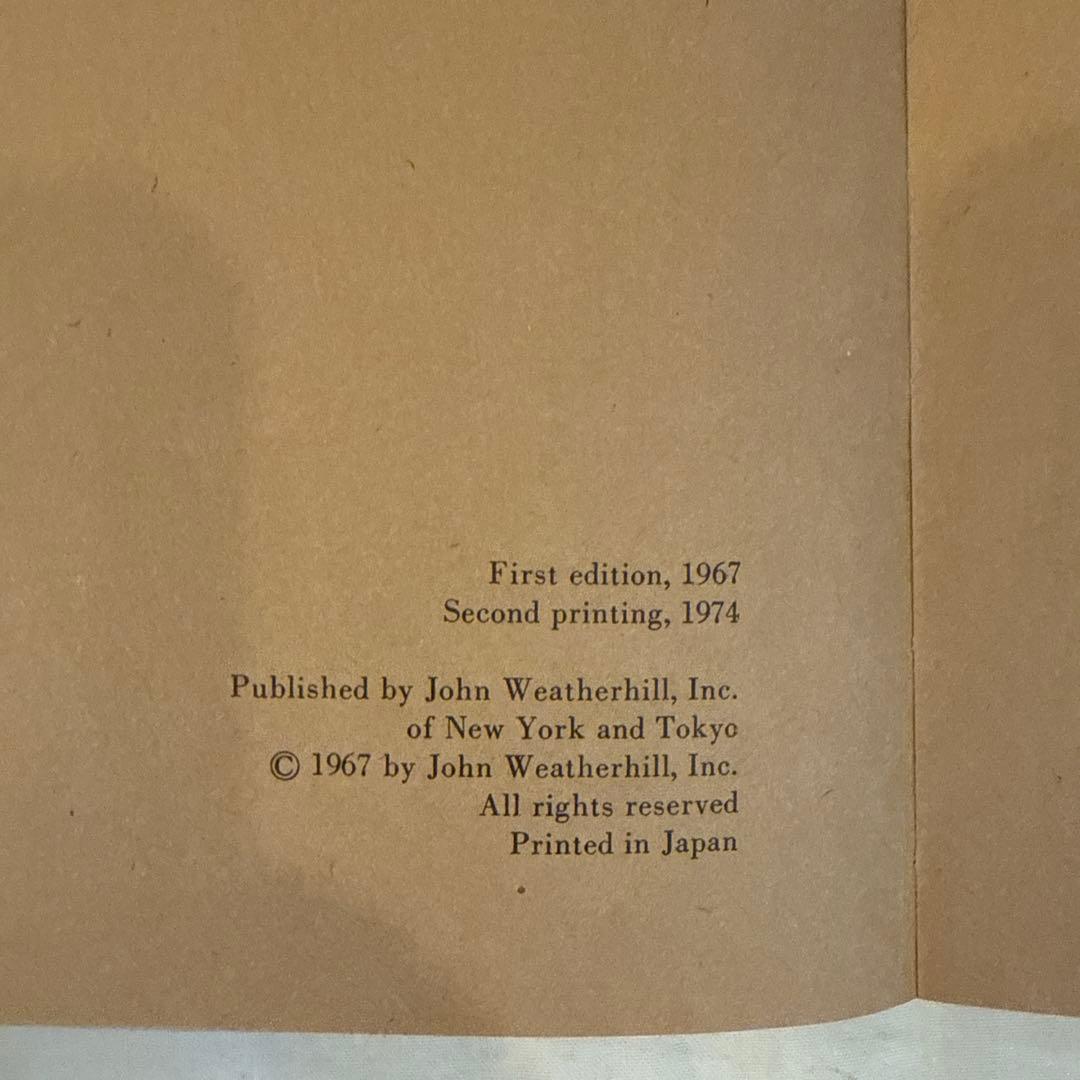 First edition, 1967
Second printing, 1974
Published by John Weatherhill, Inc.
of New York and Tokyo
© 1967 by John Weatherhill, Inc.
All rights reserved
Printed in Japan